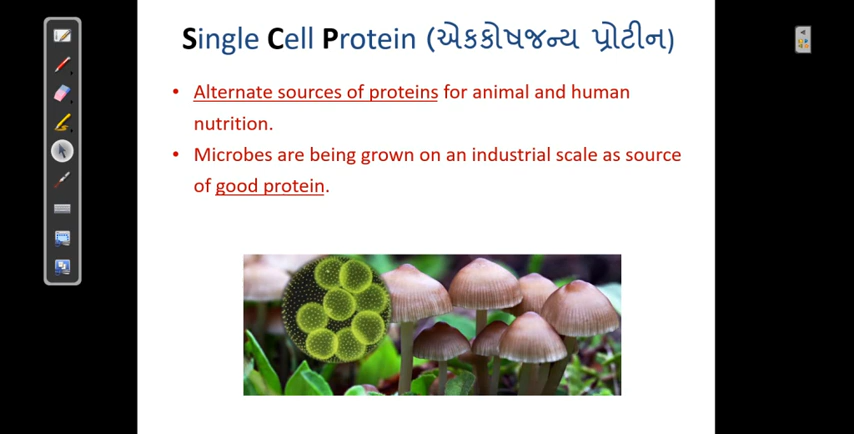 Single Cell Protein (એકકોષજન્ય પ્રોટીન)
• Alternate sources of proteins for animal and human
nutrition.
• Microbes are being grown on an industrial scale as source
of good protein.